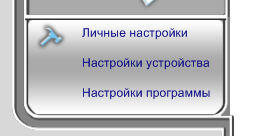 Личные настройки
Настройки устройства
Настройки программы